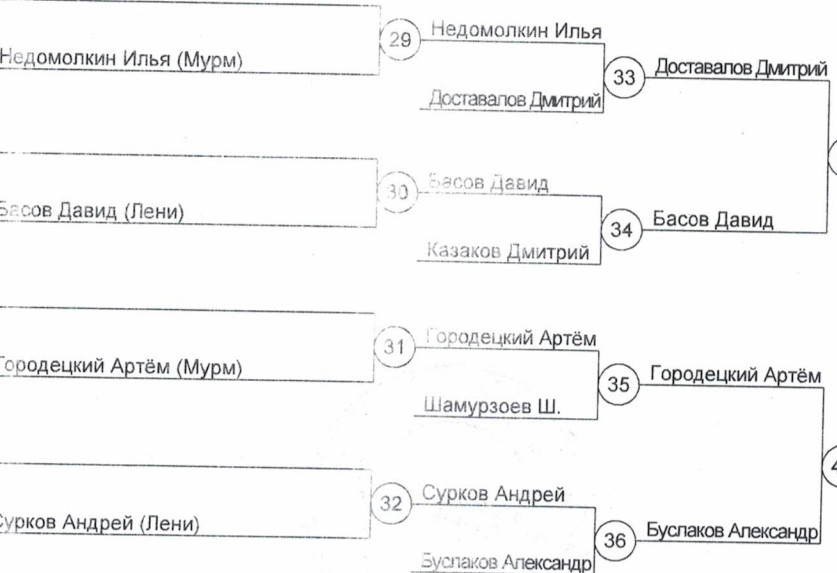 Недомолкин Илья (Мурм)
29
Недомолкин Илья
Доставалов Дмитрий
33
Доставалов Дмитрий
Басов Давид (Лени)
30
Басов Давид
Казаков Дмитрий
34
Басов Давид
Городецкий Артём (Мурм)
31
Городецкий Артём
Шамурзоев Ш.
35
Городецкий Артём
Сурков Андрей (Лени)
32
Сурков Андрей
Буслаков Александр
36
Буслаков Александр